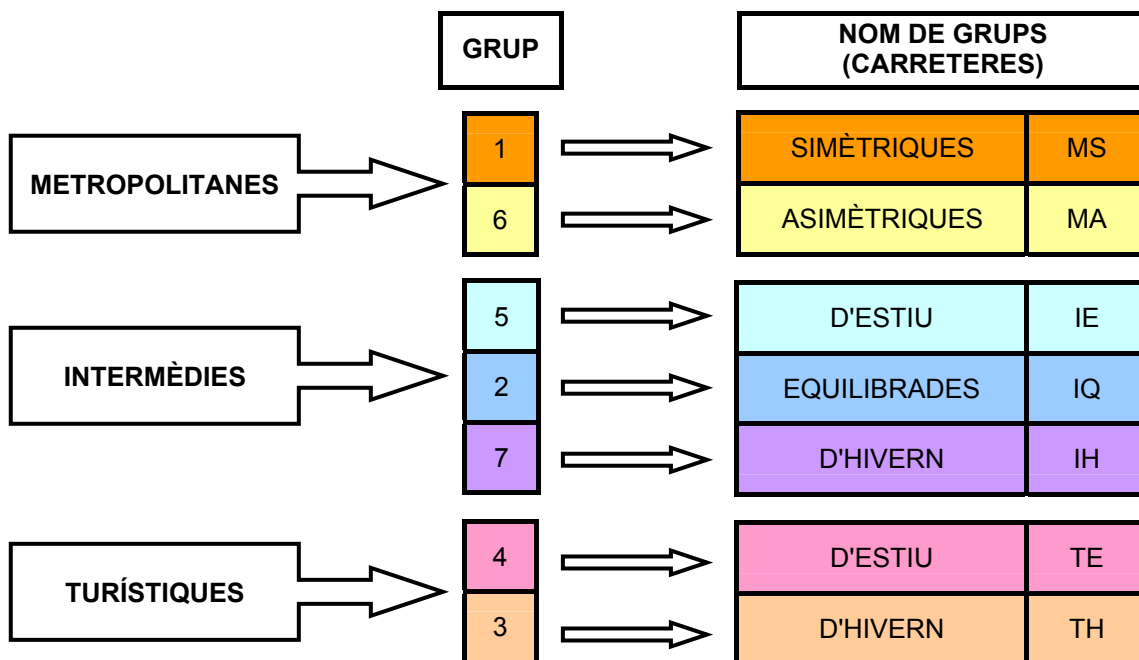 GRUP
NOM DE GRUPS
(CARRETERES)
METROPOLITANES
1
SIMÈTRIQUES
MS
6
ASIMÈTRIQUES
MA
INTERMÈDIES
5
D'ESTIU
IE
2
EQUILIBRADES
IQ
7
D'HIVERN
IH
TURÍSTIQUES
4
D'ESTIU
TE
3
D'HIVERN
TH